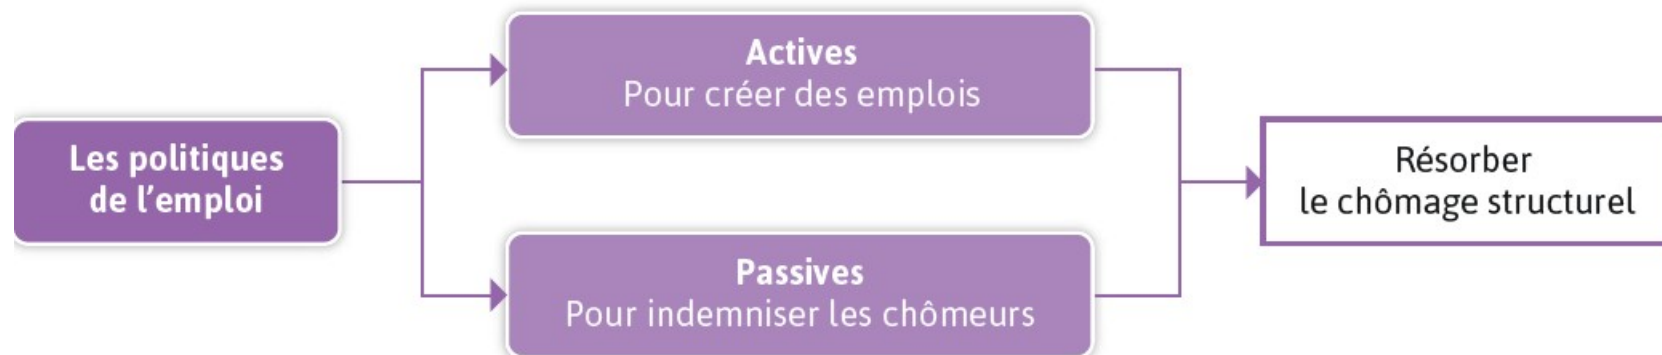 Les politiques
de l’emploi
Actives
Pour créer des emplois
Passives
Pour indemniser les chômeurs
Résorber
le chômage structurel